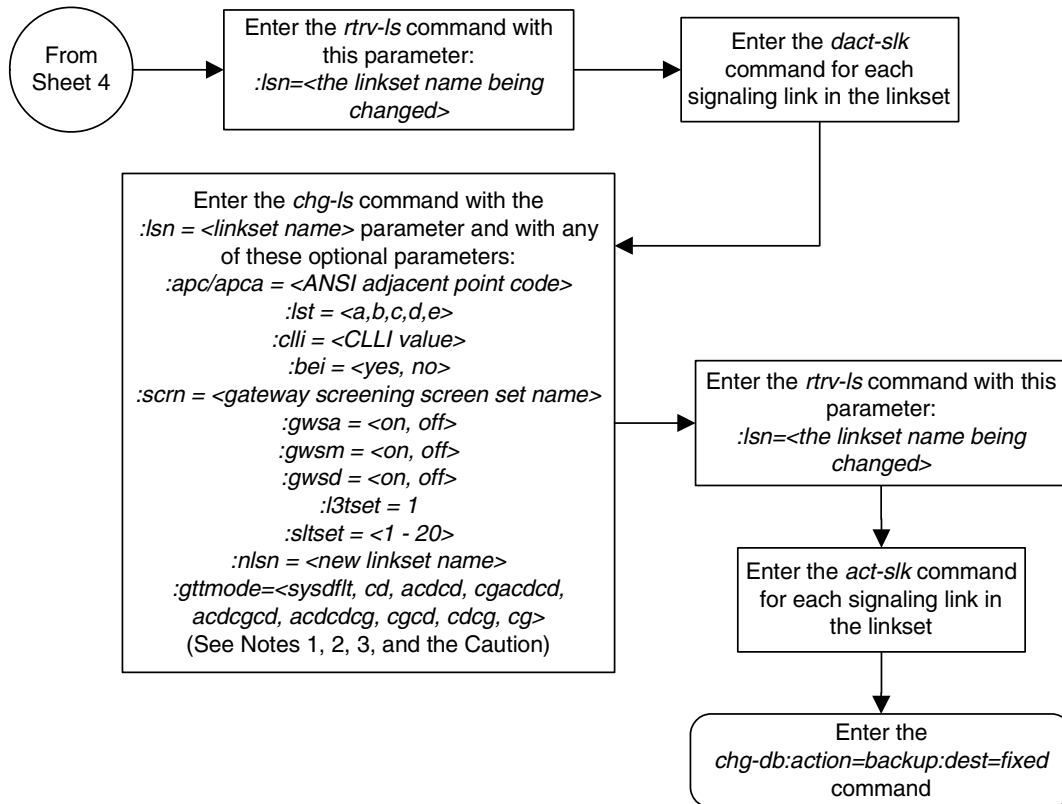 From
Sheet 4
Enter the rtrv-ls command with
this parameter:
:lsn=<the linkset name being
changed>
Enter the dact-slk
command for each
signaling link in the linkset
Enter the chg-ls command with the
:lsn = <linkset name> parameter and with any
of these optional parameters:
:apc/apca = <ANSI adjacent point code>
:lst = <a,b,c,d,e>
:clli = <CLLI value>
:bei = <yes, no>
:scrn = <gateway screening screen set name>
:gwsa = <on, off>
:gwsm = <on, off>
:gwsd = <on, off>
:l3tset = 1
:sltset = <1 - 20>
:nlsn = <new linkset name>
:gttmode=<sysdflt, cd, acdcd, cgacdcd,
acdcgcd, acdcdcg, cgcd, cdcg, cg>
(See Notes 1, 2, 3, and the Caution)
Enter the rtrv-ls command with this
parameter:
:lsn=<the linkset name being
changed>
Enter the act-slk command
for each signaling link in
the linkset
Enter the
chg-db:action=backup:dest=fixed
command